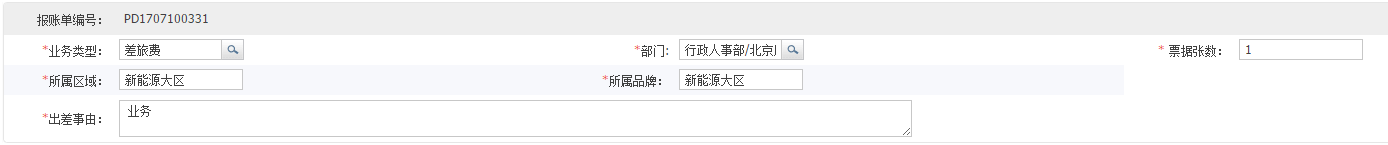 报账单编号： PD1707100331
*业务类型： 差旅费 *部门: 行政人事部/北京 * 票据张数： 1
*所属区域： 新能源大区 *所属品牌： 新能源大区
*出差事由： 业务